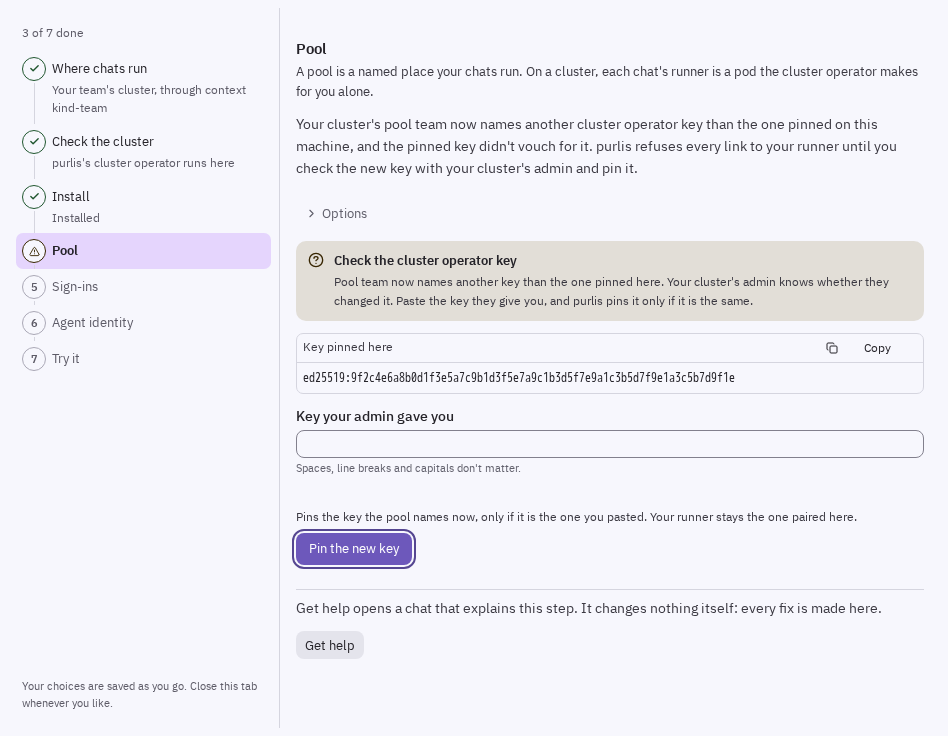 3 of 7 done
Where chats run
Your team's cluster, through context
kind-team
Check the cluster
purlis's cluster operator runs here
Install
Installed
Pool
5 Sign-ins
6 Agent identity
7 Try it
Your choices are saved as you go. Close this tab
whenever you like.
Pool
A pool is a named place your chats run. On a cluster, each chat's runner is a pod the cluster operator makes
for you alone.
Your cluster's pool team now names another cluster operator key than the one pinned on this
machine, and the pinned key didn't vouch for it. purlis refuses every link to your runner until you
check the new key with your cluster's admin and pin it.
Options
Check the cluster operator key
Pool team now names another key than the one pinned here. Your cluster's admin knows whether they
changed it. Paste the key they give you, and purlis pins it only if it is the same.
Key pinned here
Copy
ed25519:9f2c4e6a8b0d1f3e5a7c9b1d3f5e7a9c1b3d5f7e9a1c3b5d7f9e1a3c5b7d9f1e
Key your admin gave you
Spaces, line breaks and capitals don't matter.
Pins the key the pool names now, only if it is the one you pasted. Your runner stays the one paired here.
Pin the new key
Get help opens a chat that explains this step. It changes nothing itself: every fix is made here.
Get help